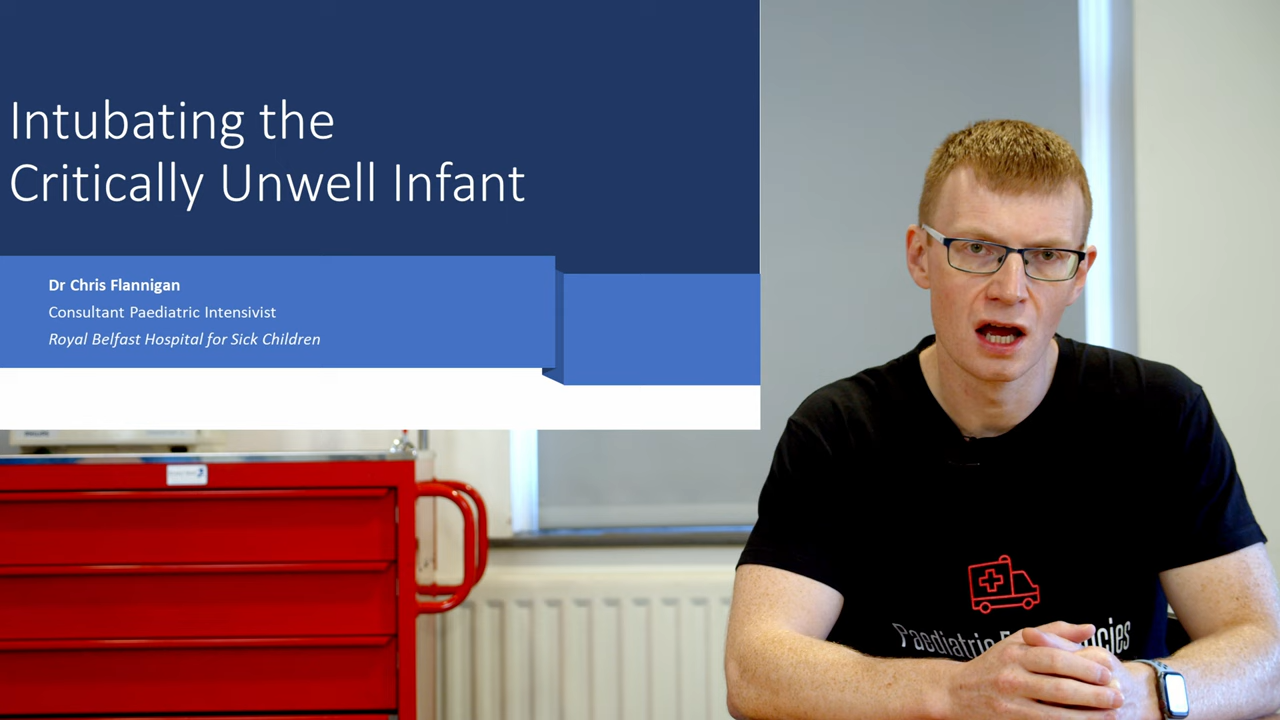 Intubating the
Critically Unwell Infant
Dr Chris Flannigan
Consultant Paediatric Intensivist
Royal Belfast Hospital for Sick Children
Paediatric